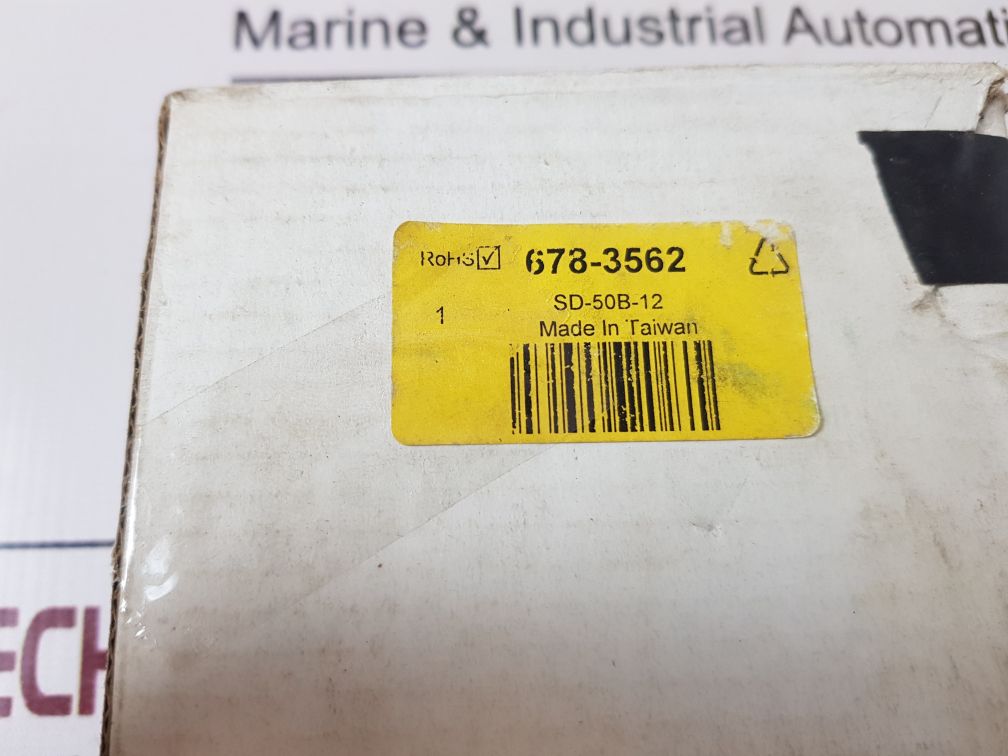 Marine & Industrial Automati
RoHS 678-3562
SD-50B-12
1
Made In Taiwan
ECH